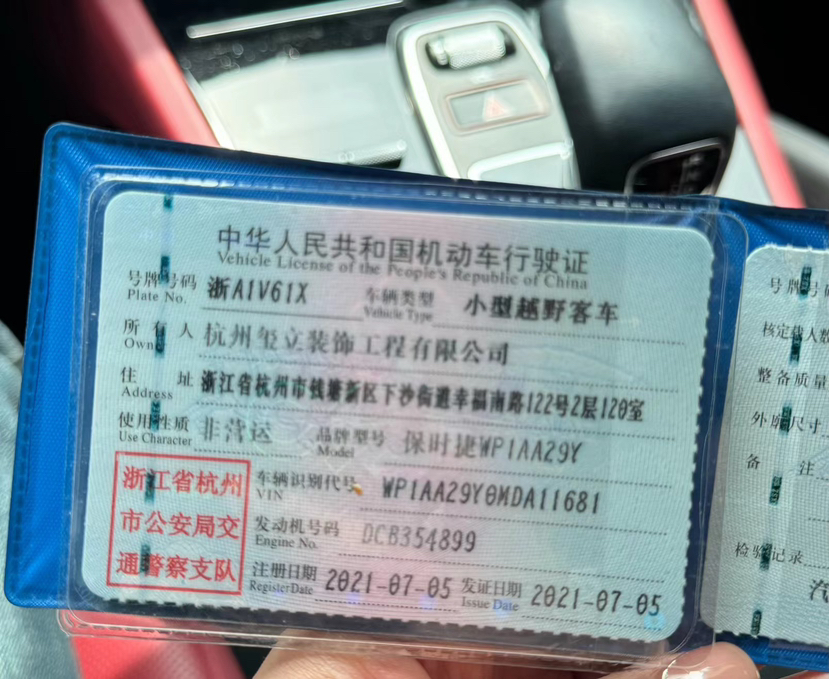 中华人民共和国机动车行驶证
Vehicle License of the People's Republic of China
号牌号码 浙A1V61X 车辆类型 小型越野客车
Plate No. Vehicle Type
所有人 杭州玺立装饰工程有限公司
Owne
住址 浙江省杭州市钱塘新区下沙街道幸福南路122号2层120室
Address
使用性质 非营运 品牌型号 保时捷WP1AA29Y
Use Character Model
浙江省杭州
市公安局交
通警察支队
车辆识别代号 WP1AA29Y0MDA11681
VIN
发动机号码 DCB354899
Engine No.
注册日期 2021-07-05 发证日期 2021-07-05
Register Date Issue Date
号牌号码
核定载人数
整备质量
外廓尺寸
备注
检验记录
汽